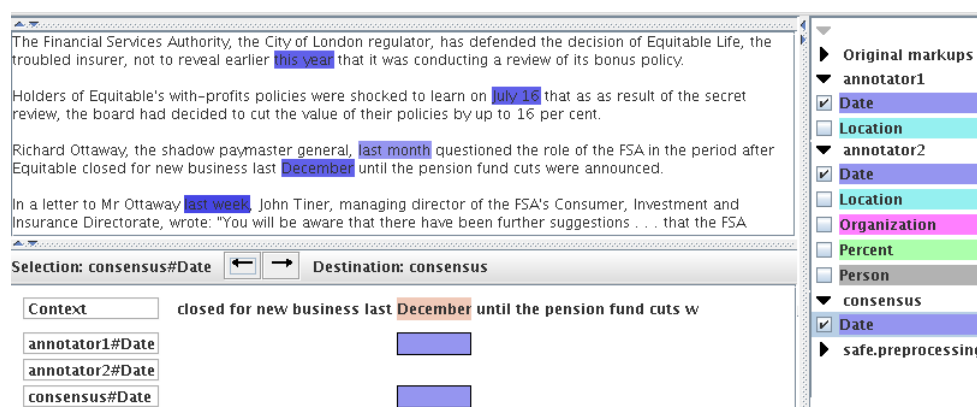 The Financial Services Authority, the City of London regulator, has defended the decision of Equitable Life, the
troubled insurer, not to reveal earlier this year that it was conducting a review of its bonus policy.
Holders of Equitable's with-profits policies were shocked to learn on July 16 that as as result of the secret
review, the board had decided to cut the value of their policies by up to 16 per cent.
Richard Ottaway, the shadow paymaster general, last month questioned the role of the FSA in the period after
Equitable closed for new business last December until the pension fund cuts were announced.
In a letter to Mr Ottaway last week, John Tiner, managing director of the FSA's Consumer, Investment and
Insurance Directorate, wrote: "You will be aware that there have been further suggestions . . . that the FSA
Selection: consensus#Date Destination: consensus
Context closed for new business last December until the pension fund cuts w
annotator1#Date
annotator2#Date
consensus#Date
Original markups
annotator1
Date
Location
annotator2
Date
Location
Organization
Percent
Person
consensus
Date
safe.preprocessing